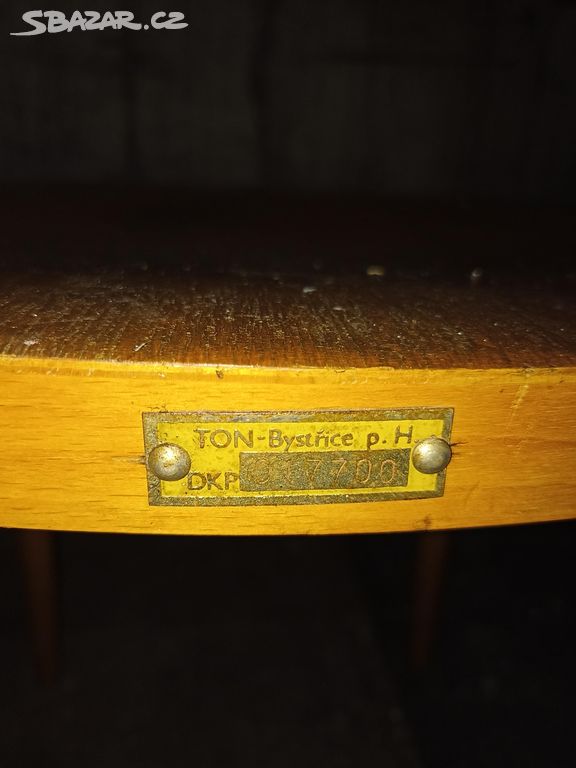 SBAZAR.CZ
TON-Bystřice p. H.
DKP 017700